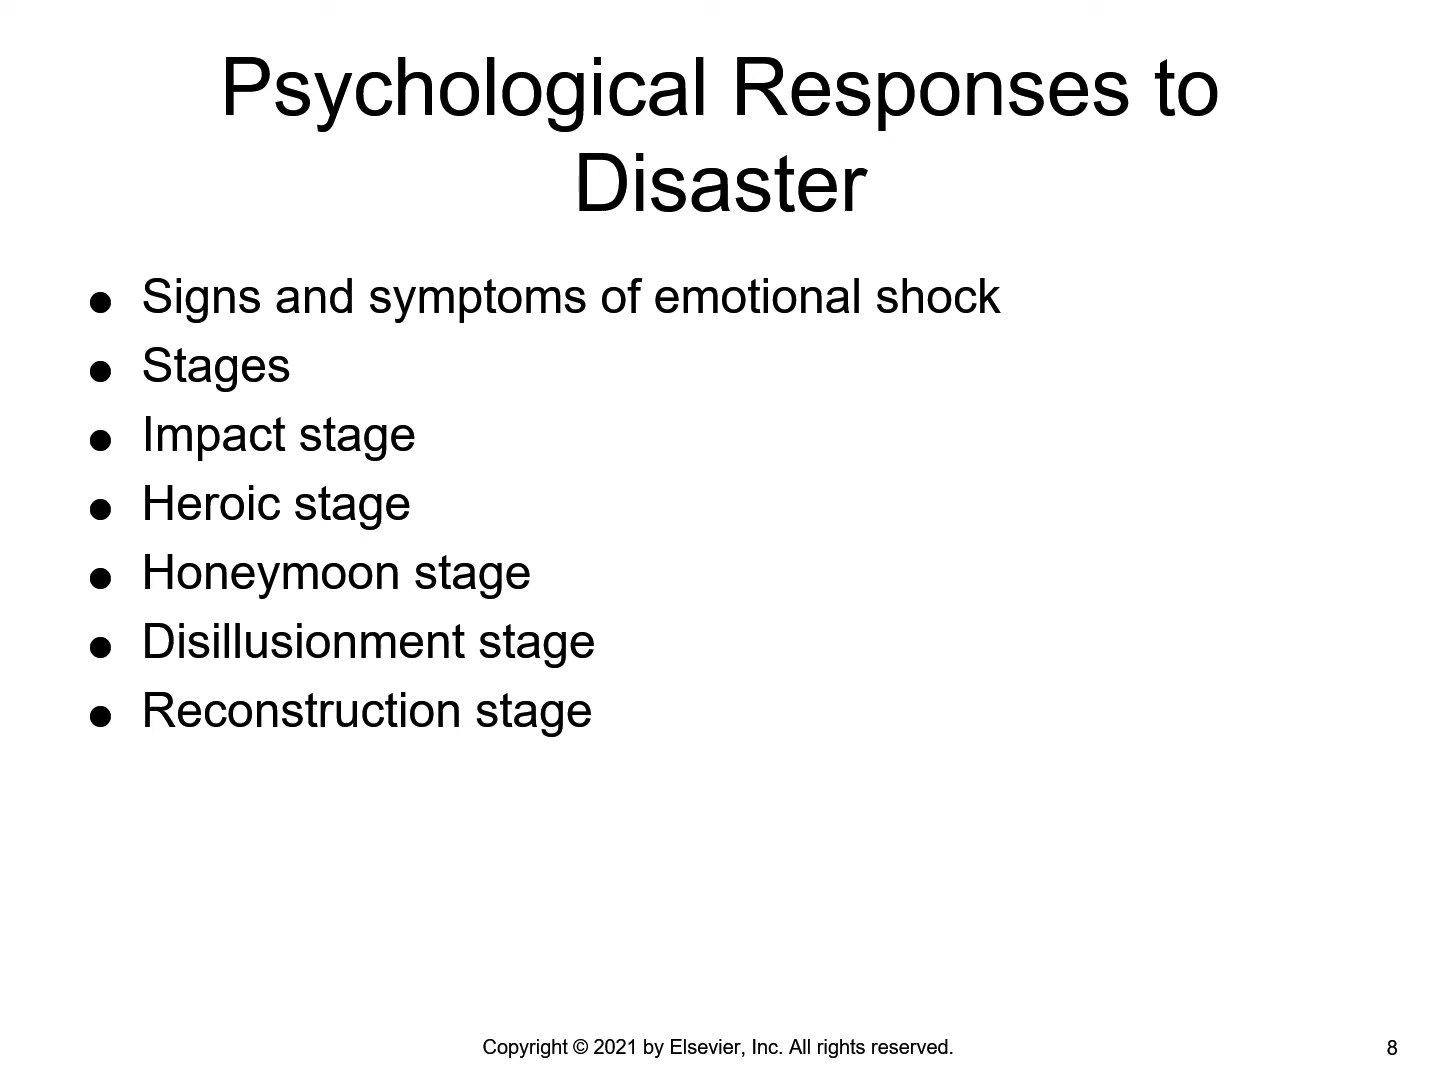 Psychological Responses to
Disaster
● Signs and symptoms of emotional shock
● Stages
● Impact stage
● Heroic stage
● Honeymoon stage
● Disillusionment stage
● Reconstruction stage
Copyright © 2021 by Elsevier, Inc. All rights reserved.
8